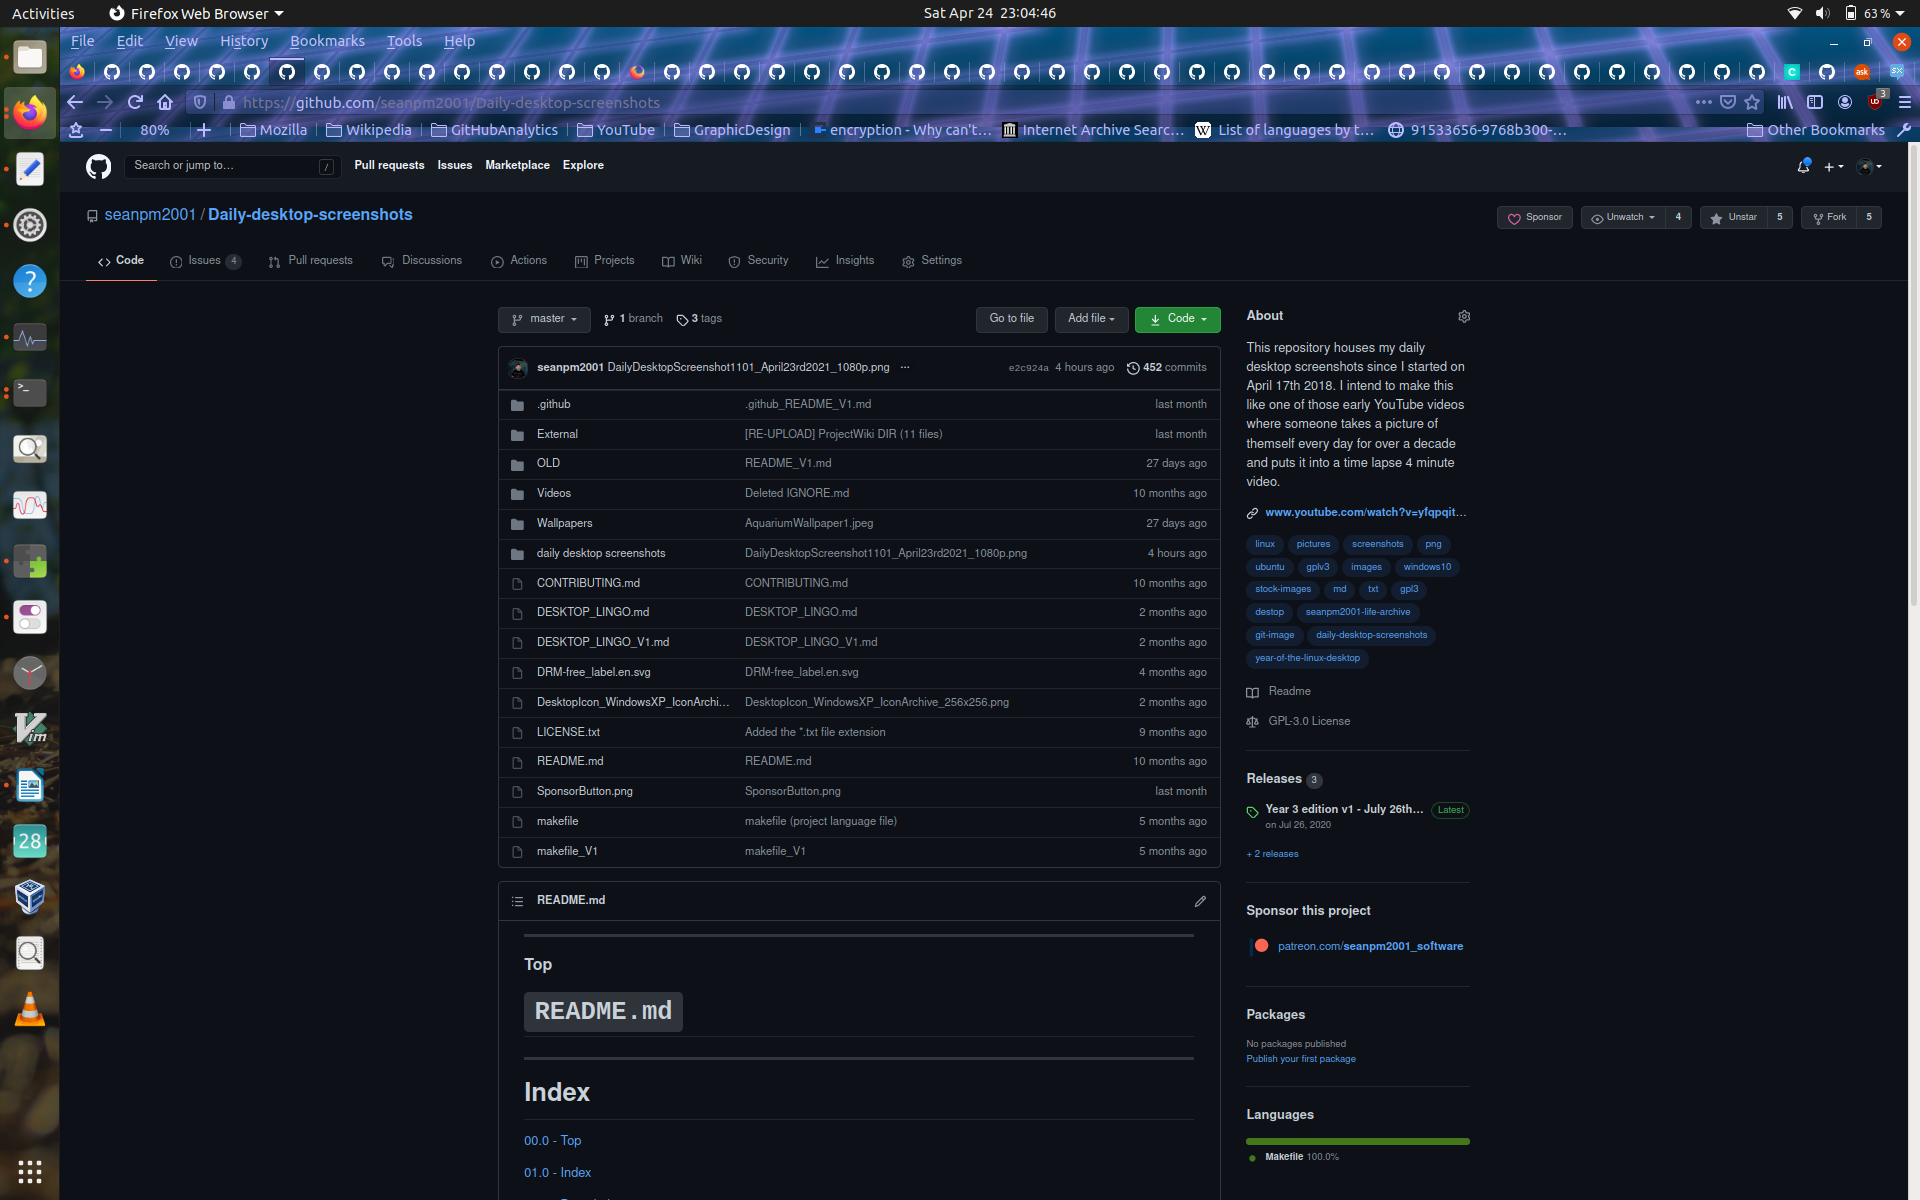 Activities Firefox Web Browser Sat Apr 24 23:04:46 63 %
File Edit View History Bookmarks Tools Help
https://github.com/seanpm2001/Daily-desktop-screenshots
3
80% Mozilla Wikipedia GitHubAnalytics YouTube GraphicDesign encryption - Why can't… Internet Archive Searc… List of languages by t… 91533656-9768b300-… Other Bookmarks
Search or jump to… / Pull requests Issues Marketplace Explore
seanpm2001 / Daily-desktop-screenshots
Sponsor Unwatch 4 Unstar 5 Fork 5
Code Issues 4 Pull requests Discussions Actions Projects Wiki Security Insights Settings
master 1 branch 3 tags Go to file Add file Code
seanpm2001 DailyDesktopScreenshot1101_April23rd2021_1080p.png ··· e2c924a 4 hours ago 452 commits
.github .github_README_V1.md last month
External [RE-UPLOAD] ProjectWiki DIR (11 files) last month
OLD README_V1.md 27 days ago
Videos Deleted IGNORE.md 10 months ago
Wallpapers AquariumWallpaper1.jpeg 27 days ago
daily desktop screenshots DailyDesktopScreenshot1101_April23rd2021_1080p.png 4 hours ago
CONTRIBUTING.md CONTRIBUTING.md 10 months ago
DESKTOP_LINGO.md DESKTOP_LINGO.md 2 months ago
DESKTOP_LINGO_V1.md DESKTOP_LINGO_V1.md 2 months ago
DRM-free_label.en.svg DRM-free_label.en.svg 4 months ago
DesktopIcon_WindowsXP_IconArchi… DesktopIcon_WindowsXP_IconArchive_256x256.png 2 months ago
LICENSE.txt Added the *.txt file extension 9 months ago
README.md README.md 10 months ago
SponsorButton.png SponsorButton.png last month
makefile makefile (project language file) 5 months ago
makefile_V1 makefile_V1 5 months ago
README.md
Top
README.md
Index
00.0 - Top
01.0 - Index
About
This repository houses my daily
desktop screenshots since I started on
April 17th 2018. I intend to make this
like one of those early YouTube videos
where someone takes a picture of
themself every day for over a decade
and puts it into a time lapse 4 minute
video.
www.youtube.com/watch?v=yfqpqit…
linux pictures screenshots png
ubuntu gplv3 images windows10
stock-images md txt gpl3
destop seanpm2001-life-archive
git-image daily-desktop-screenshots
year-of-the-linux-desktop
Readme
GPL-3.0 License
Releases 3
Year 3 edition v1 - July 26th… Latest
on Jul 26, 2020
+ 2 releases
Sponsor this project
patreon.com/seanpm2001_software
Packages
No packages published
Publish your first package
Languages
Makefile 100.0%
28
Vim